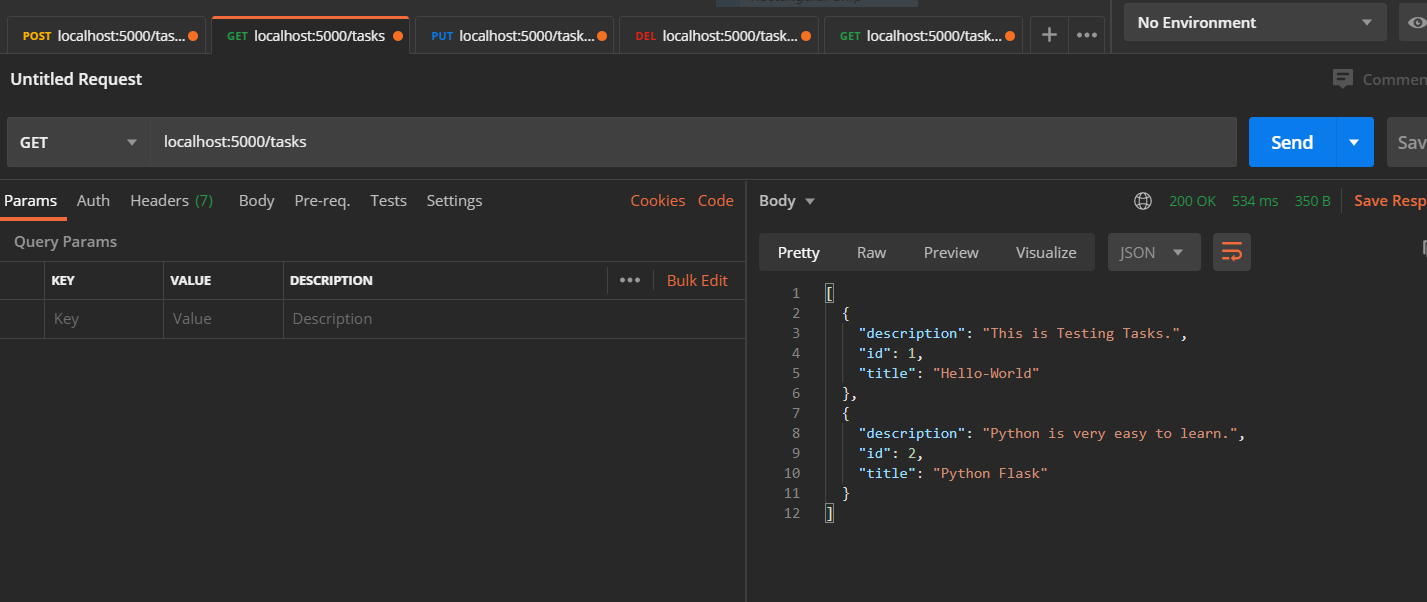 POST localhost:5000/tas... GET localhost:5000/tasks PUT localhost:5000/task... DEL localhost:5000/task... GET localhost:5000/task... + ••• No Environment
Untitled Request
GET localhost:5000/tasks Send
Params Auth Headers (7) Body Pre-req. Tests Settings Cookies Code
Body 200 OK 534 ms 350 B Save Resp
Query Params
Pretty Raw Preview Visualize JSON
KEY VALUE DESCRIPTION ••• Bulk Edit
Key Value Description
1 [
2 {
3 "description": "This is Testing Tasks.",
4 "id": 1,
5 "title": "Hello-World"
6 },
7 {
8 "description": "Python is very easy to learn.",
9 "id": 2,
10 "title": "Python Flask"
11 }
12 ]